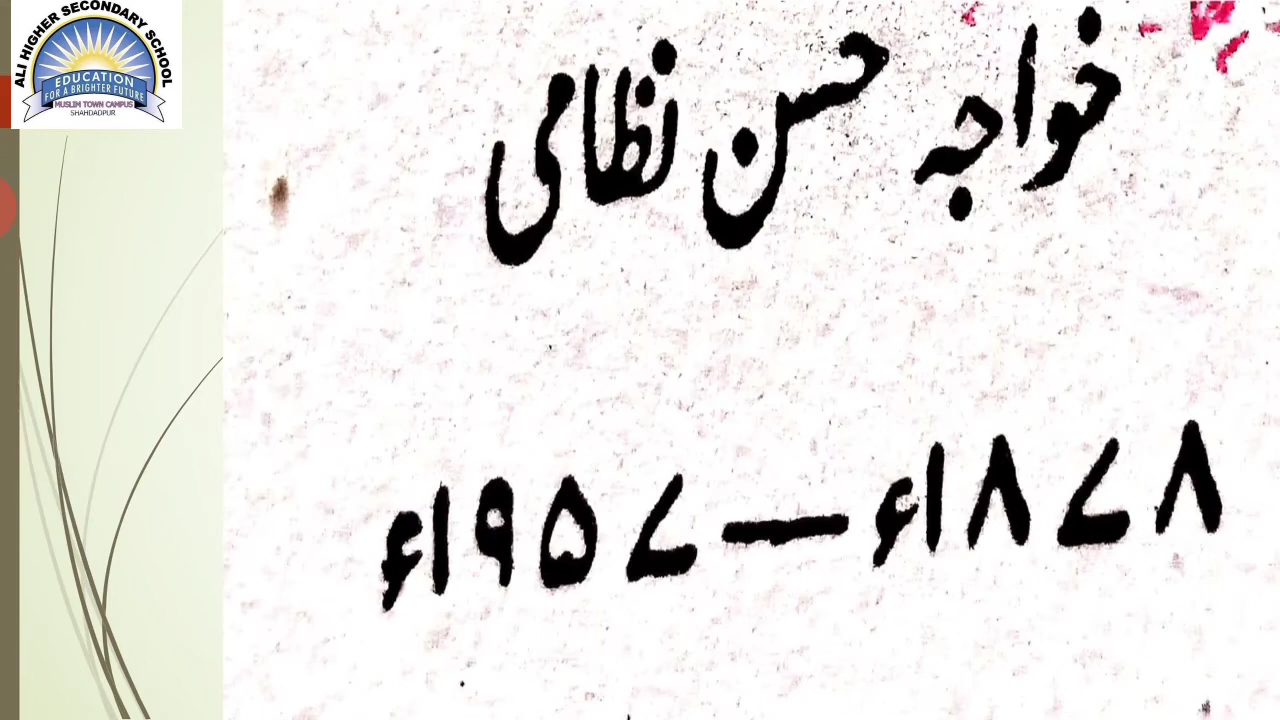 ALI HIGHER SECONDARY SCHOOL
EDUCATION
FOR A BRIGHTER FUTURE
MUSLIM TOWN CAMPUS
SHAHDADPUR
خواجہ حسن نظامی
۱۸۷۸ء — ۱۹۵۷ء